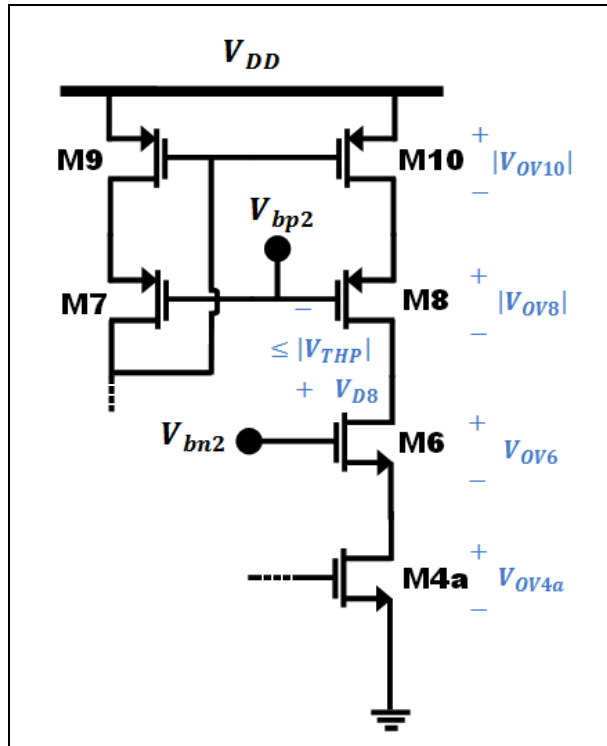 V_DD
M9
M10
+
|V_OV10|
−
V_bp2
M7
M8
+
|V_OV8|
−
−
≤ |V_THP|
+ V_D8
V_bn2
M6
+
V_OV6
−
M4a
+
V_OV4a
−